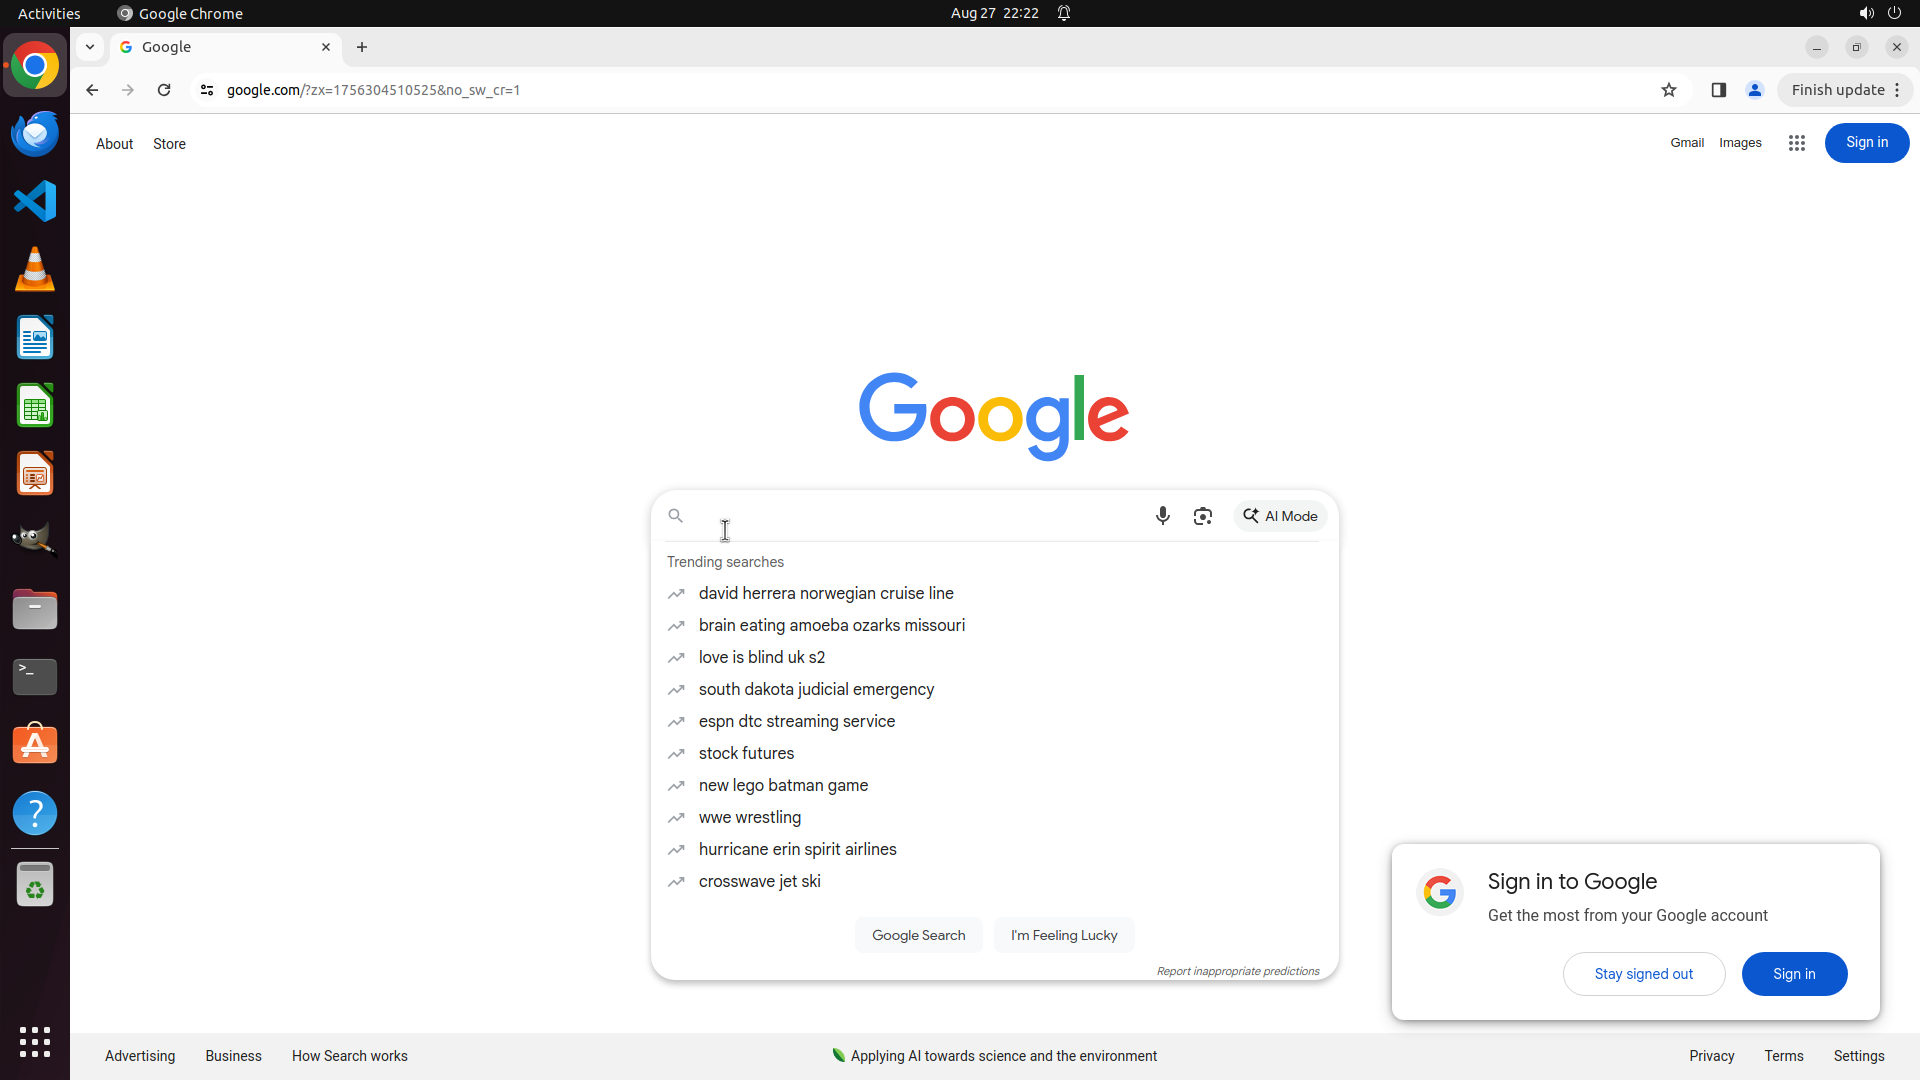 Activities
Google Chrome
Aug 27 22:22
Google
google.com/?zx=1756304510525&no_sw_cr=1
Finish update
About
Store
Gmail
Images
Sign in
Google
AI Mode
Trending searches
david herrera norwegian cruise line
brain eating amoeba ozarks missouri
love is blind uk s2
south dakota judicial emergency
espn dtc streaming service
stock futures
new lego batman game
wwe wrestling
hurricane erin spirit airlines
crosswave jet ski
Google Search
I'm Feeling Lucky
Report inappropriate predictions
Sign in to Google
Get the most from your Google account
Stay signed out
Sign in
Advertising
Business
How Search works
Applying AI towards science and the environment
Privacy
Terms
Settings